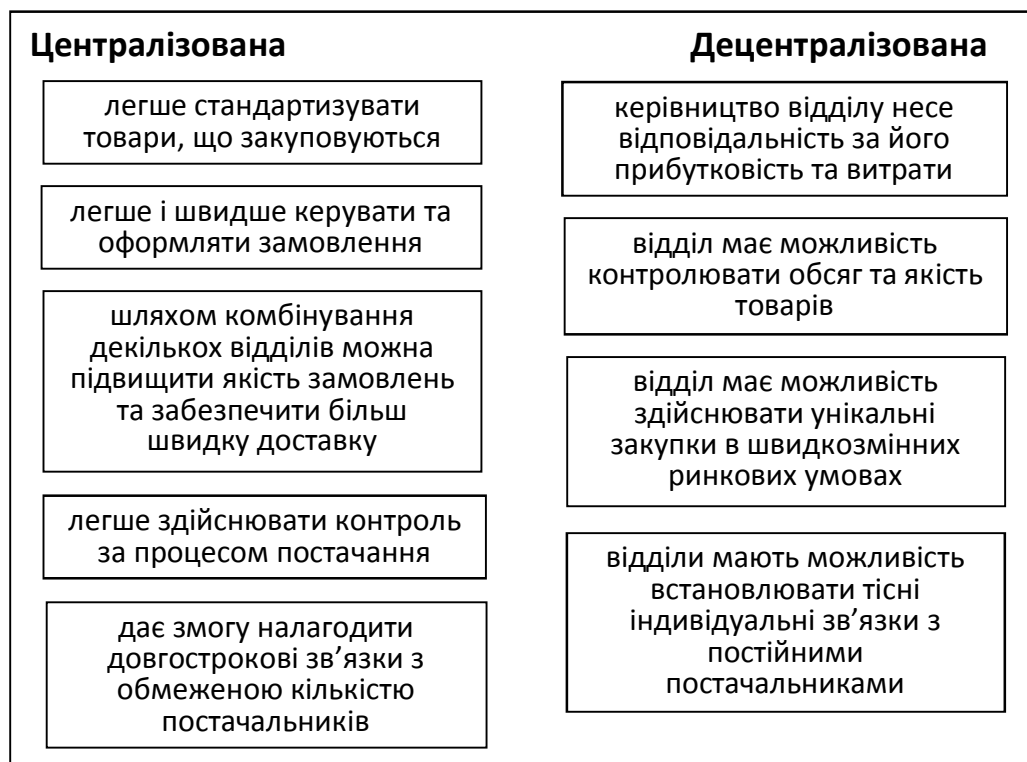 Централізована
легше стандартизувати
товари, що закуповуються
легше і швидше керувати та
оформляти замовлення
шляхом комбінування
декількох відділів можна
підвищити якість замовлень
та забезпечити більш
швидку доставку
легше здійснювати контроль
за процесом постачання
дає змогу налагодити
довгострокові зв’язки з
обмеженою кількістю
постачальників
Децентралізована
керівництво відділу несе
відповідальність за його
прибутковість та витрати
відділ має можливість
контролювати обсяг та якість
товарів
відділ має можливість
здійснювати унікальні
закупки в швидкозмінних
ринкових умовах
відділи мають можливість
встановлювати тісні
індивідуальні зв’язки з
постійними
постачальниками